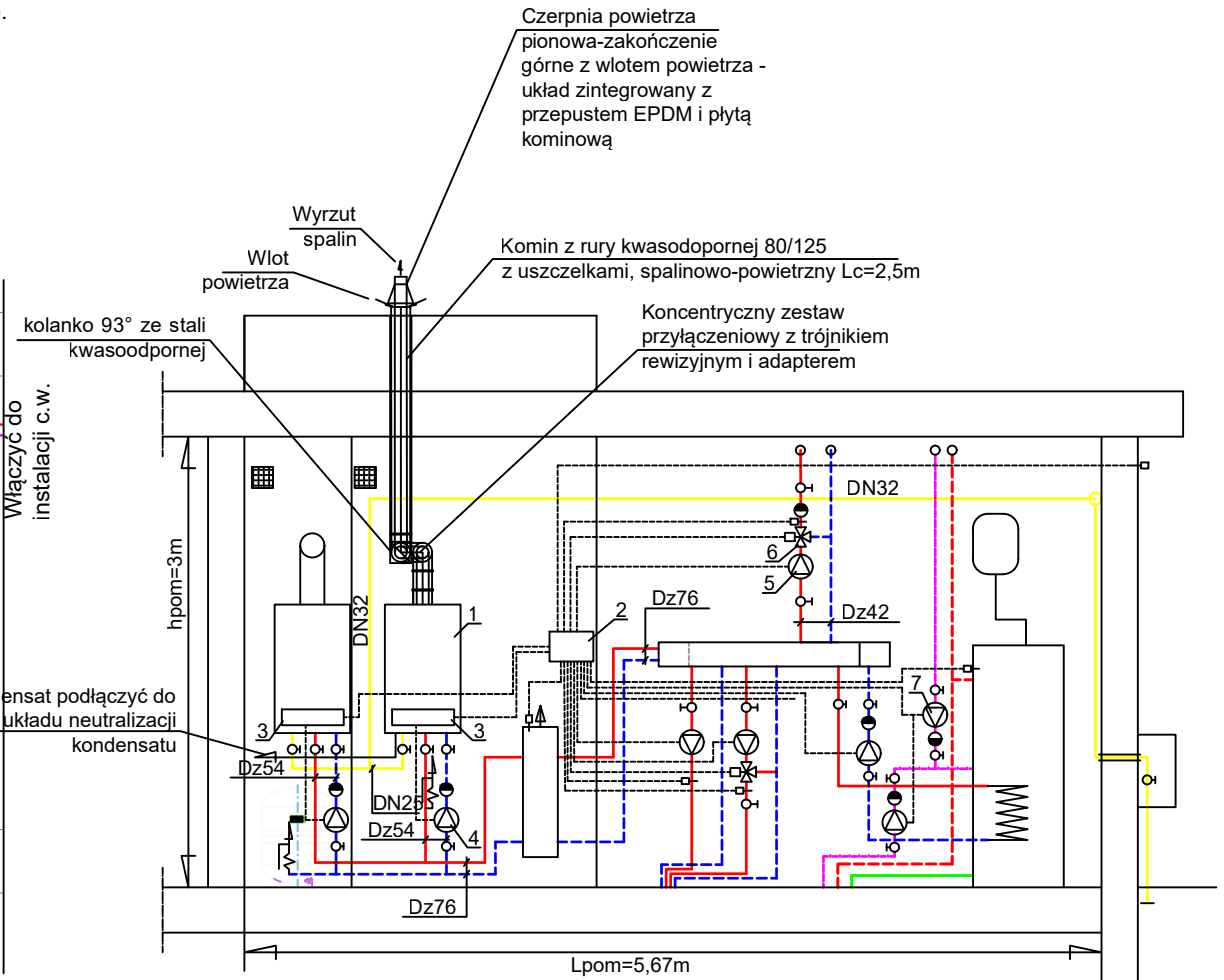 Czerpnia powietrza
pionowa-zakończenie
górne z wlotem powietrza -
układ zintegrowany z
przepustem EPDM i płytą
kominową
Wyrzut
spalin
Komin z rury kwasodopornej 80/125
z uszczelkami, spalinowo-powietrzny Lc=2,5m
Wlot
powietrza
Koncentryczny zestaw
przyłączeniowy z trójnikiem
rewizyjnym i adapterem
kolanko 93° ze stali
kwasoodpornej
Włączyć do
instalacji c.w.
hpom=3m
DN32
DN32
6
5
1
2
Dz76
Dz42
7
ensat podłączyć do
układu neutralizacji
kondensatu
3
3
Dz54
DN25
Dz54
4
Dz76
Lpom=5,67m